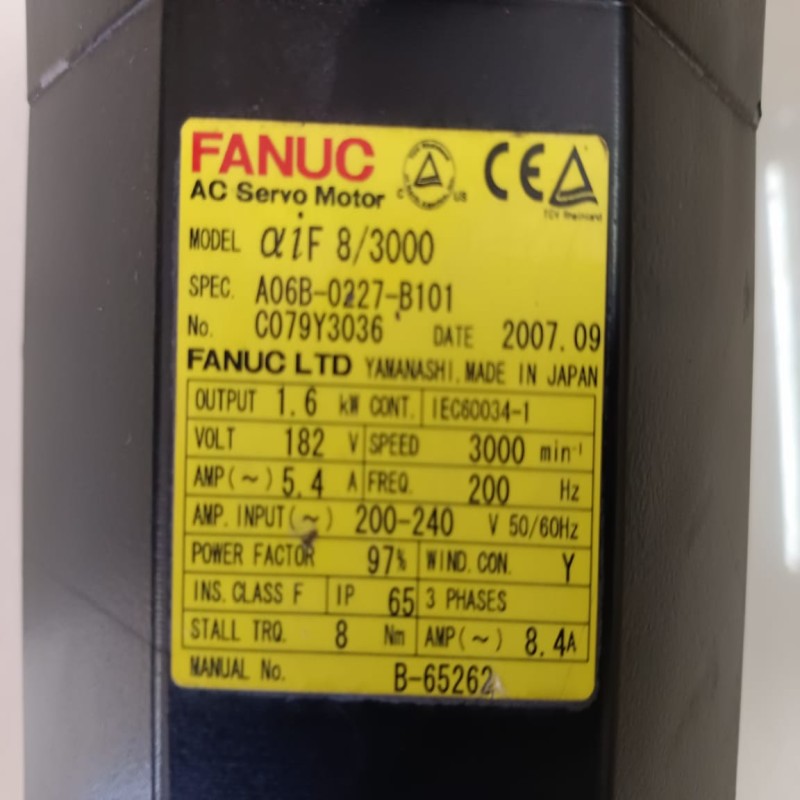 FANUC
AC Servo Motor
C US
CE
TÜV Rheinland
MODEL αiF 8/3000
SPEC. A06B-0227-B101
No. C079Y3036 DATE 2007.09
FANUC LTD YAMANASHI, MADE IN JAPAN
OUTPUT 1.6 kW CONT. IEC60034-1
VOLT 182 V SPEED 3000 min⁻¹
AMP(~) 5.4 A FREQ. 200 Hz
AMP. INPUT(~) 200-240 V 50/60Hz
POWER FACTOR 97% WIND. CON. Y
INS. CLASS F IP 65 3 PHASES
STALL TRQ. 8 Nm AMP(~) 8.4A
MANUAL No. B-65262